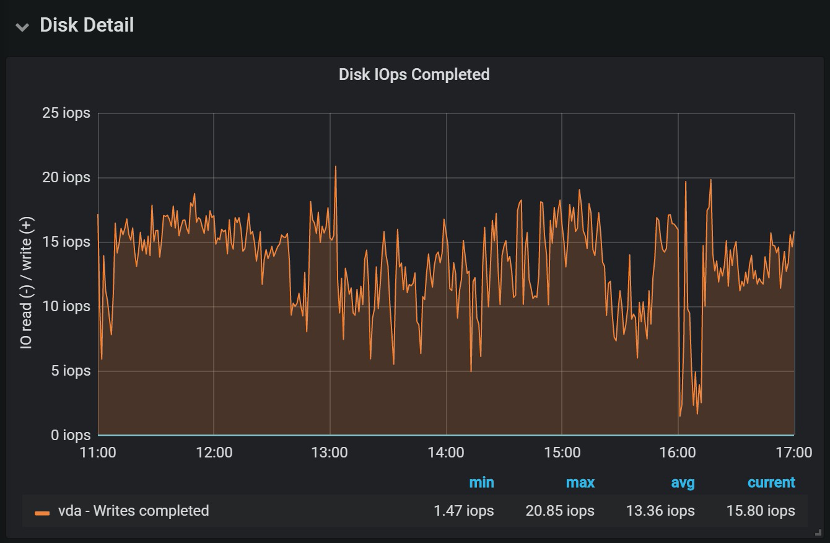 Disk Detail
Disk IOps Completed
IO read (-) / write (+)
25 iops
20 iops
15 iops
10 iops
5 iops
0 iops
11:00 12:00 13:00 14:00 15:00 16:00 17:00
min max avg current
vda - Writes completed 1.47 iops 20.85 iops 13.36 iops 15.80 iops